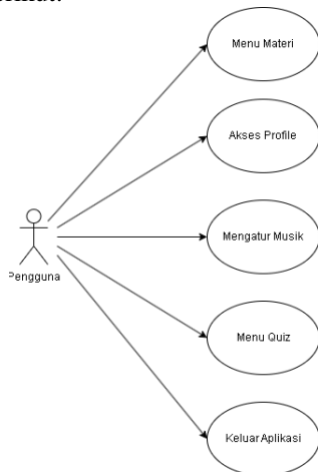 Menu Materi
Akses Profile
Mengatur Musik
Pengguna
Menu Quiz
Keluar Aplikasi